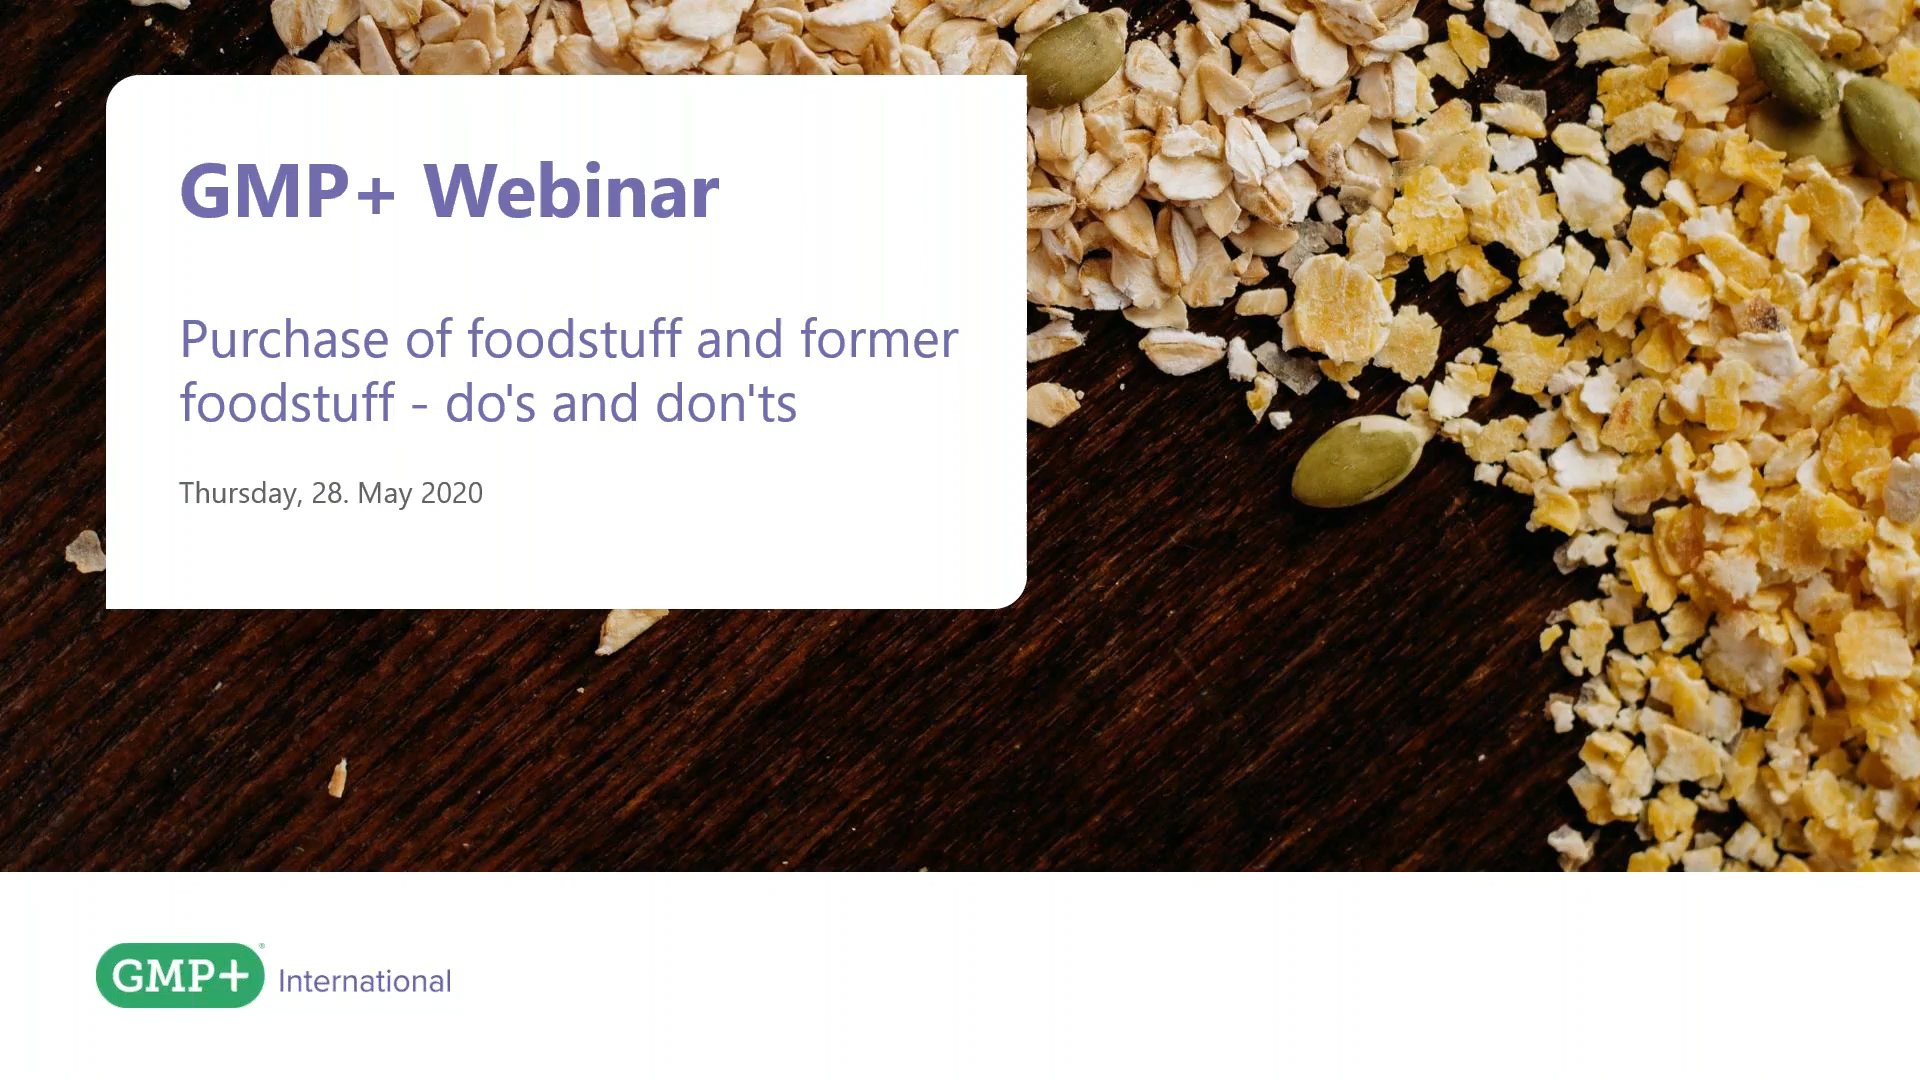 GMP+ Webinar
Purchase of foodstuff and former
foodstuff - do's and don'ts
Thursday, 28. May 2020
GMP+® International